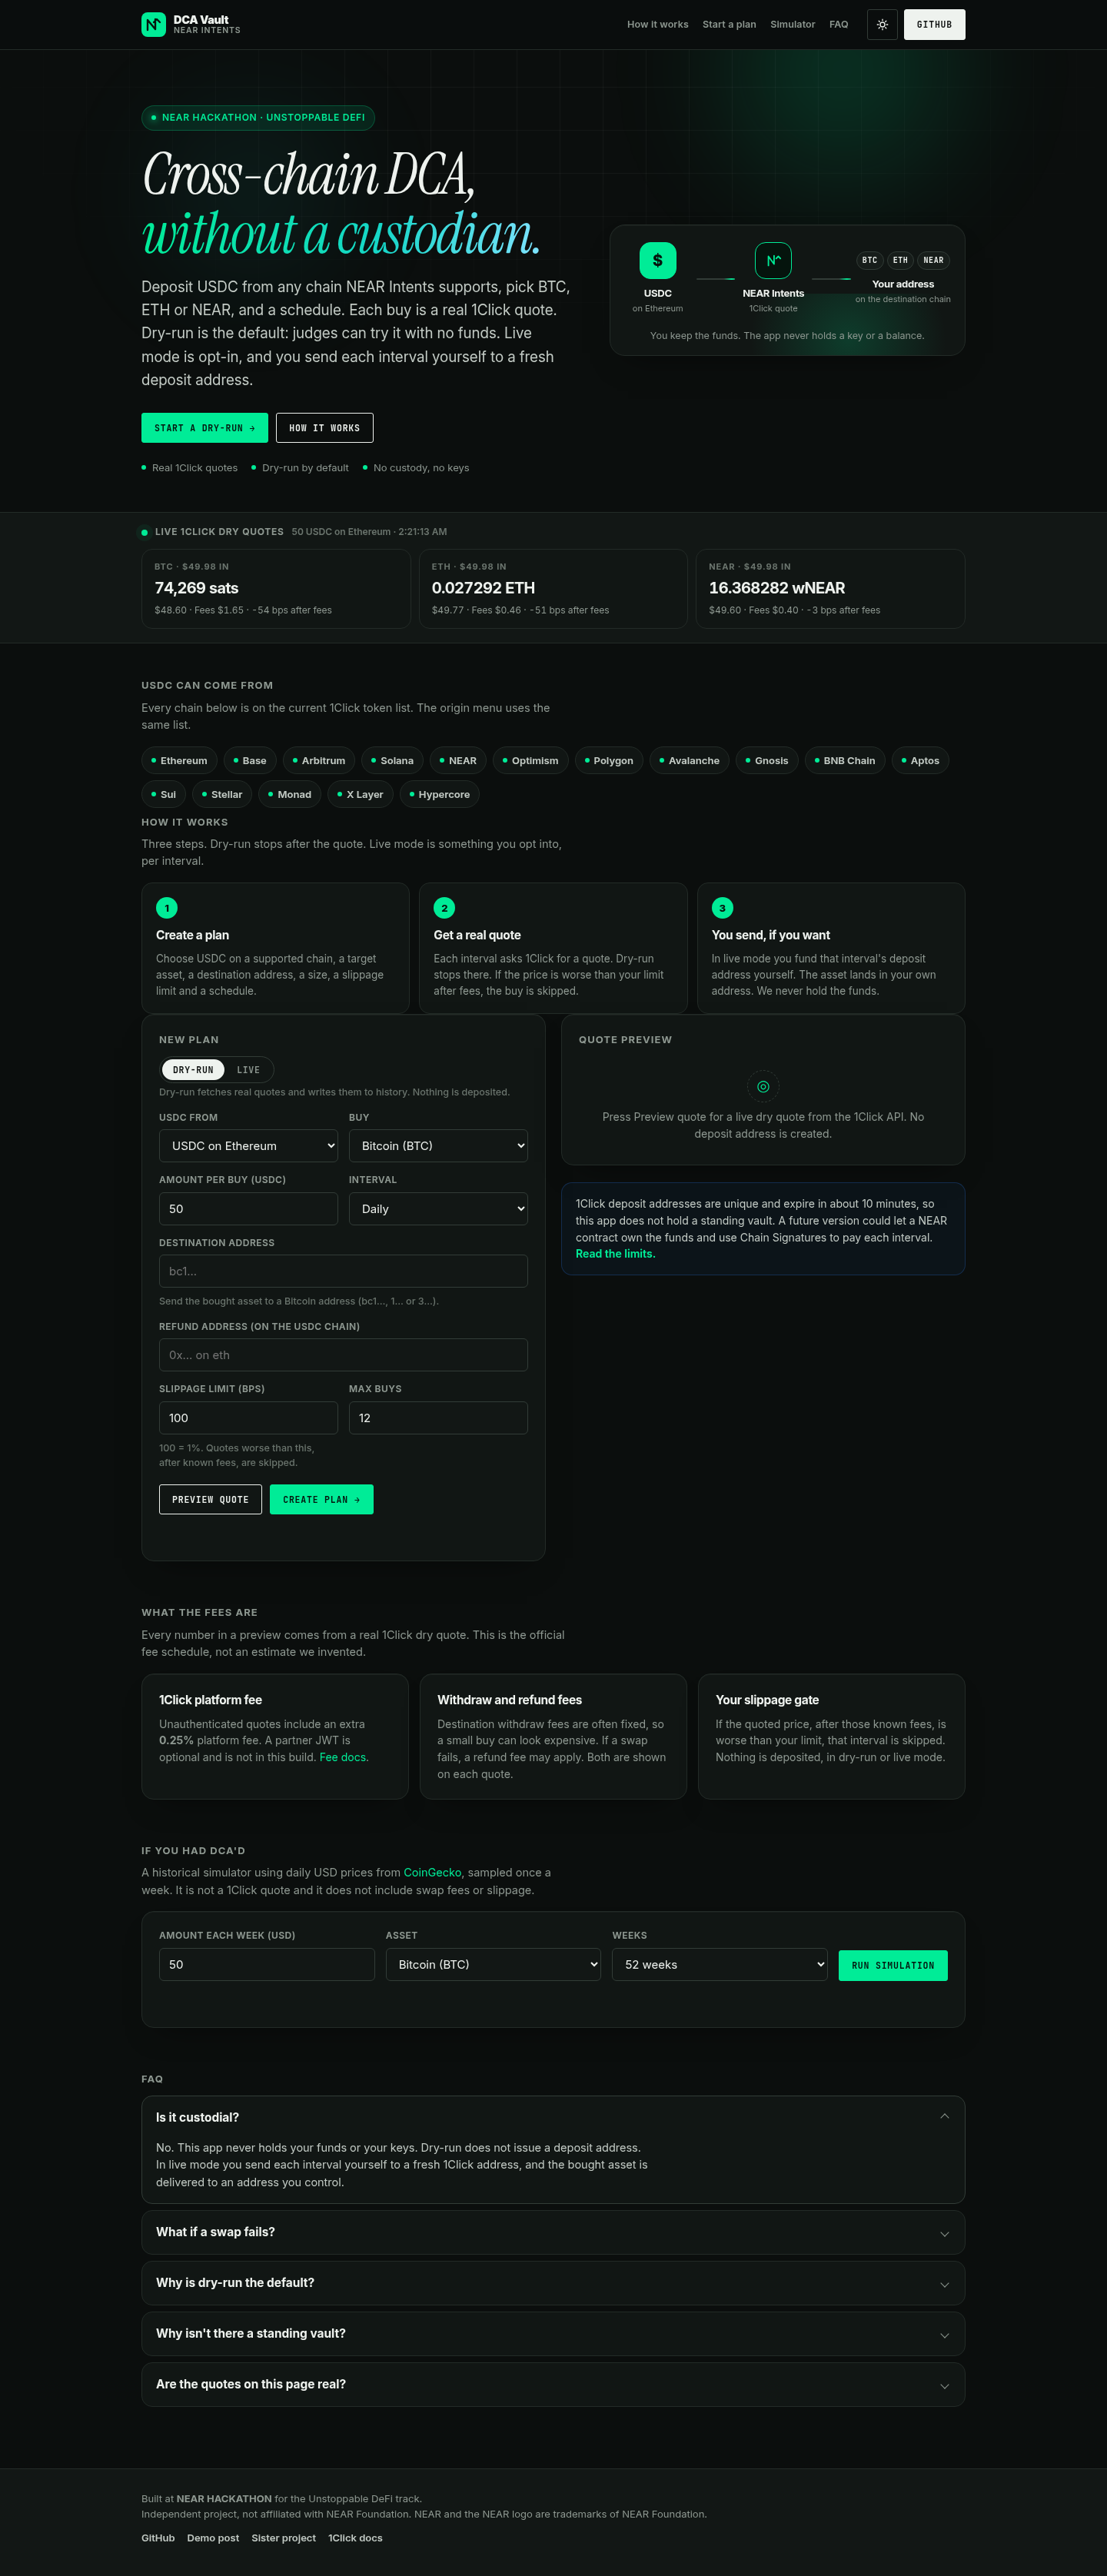 DCA Vault
NEAR INTENTS
How it works
Start a plan
Simulator
FAQ
GITHUB
NEAR HACKATHON · UNSTOPPABLE DEFI
Cross-chain DCA,
without a custodian.
Deposit USDC from any chain NEAR Intents supports, pick BTC,
ETH or NEAR, and a schedule. Each buy is a real 1Click quote.
Dry-run is the default: judges can try it with no funds. Live
mode is opt-in, and you send each interval yourself to a fresh
deposit address.
START A DRY-RUN →
HOW IT WORKS
Real 1Click quotes
Dry-run by default
No custody, no keys
$
USDC
on Ethereum
NEAR Intents
1Click quote
BTC
ETH
NEAR
Your address
on the destination chain
You keep the funds. The app never holds a key or a balance.
LIVE 1CLICK DRY QUOTES 50 USDC on Ethereum · 2:21:13 AM
BTC · $49.98 IN
74,269 sats
$48.60 · Fees $1.65 · -54 bps after fees
ETH · $49.98 IN
0.027292 ETH
$49.77 · Fees $0.46 · -51 bps after fees
NEAR · $49.98 IN
16.368282 wNEAR
$49.60 · Fees $0.40 · -3 bps after fees
USDC CAN COME FROM
Every chain below is on the current 1Click token list. The origin menu uses the
same list.
Ethereum
Base
Arbitrum
Solana
NEAR
Optimism
Polygon
Avalanche
Gnosis
BNB Chain
Aptos
Sui
Stellar
Monad
X Layer
Hypercore
HOW IT WORKS
Three steps. Dry-run stops after the quote. Live mode is something you opt into,
per interval.
1
Create a plan
Choose USDC on a supported chain, a target
asset, a destination address, a size, a slippage
limit and a schedule.
2
Get a real quote
Each interval asks 1Click for a quote. Dry-run
stops there. If the price is worse than your limit
after fees, the buy is skipped.
3
You send, if you want
In live mode you fund that interval's deposit
address yourself. The asset lands in your own
address. We never hold the funds.
NEW PLAN
DRY-RUN
LIVE
Dry-run fetches real quotes and writes them to history. Nothing is deposited.
USDC FROM
USDC on Ethereum
BUY
Bitcoin (BTC)
AMOUNT PER BUY (USDC)
50
INTERVAL
Daily
DESTINATION ADDRESS
bc1...
Send the bought asset to a Bitcoin address (bc1..., 1... or 3...).
REFUND ADDRESS (ON THE USDC CHAIN)
0x... on eth
SLIPPAGE LIMIT (BPS)
100
MAX BUYS
12
100 = 1%. Quotes worse than this,
after known fees, are skipped.
PREVIEW QUOTE
CREATE PLAN →
QUOTE PREVIEW
Press Preview quote for a live dry quote from the 1Click API. No
deposit address is created.
1Click deposit addresses are unique and expire in about 10 minutes, so
this app does not hold a standing vault. A future version could let a NEAR
contract own the funds and use Chain Signatures to pay each interval.
Read the limits.
WHAT THE FEES ARE
Every number in a preview comes from a real 1Click dry quote. This is the official
fee schedule, not an estimate we invented.
1Click platform fee
Unauthenticated quotes include an extra
0.25% platform fee. A partner JWT is
optional and is not in this build. Fee docs.
Withdraw and refund fees
Destination withdraw fees are often fixed, so
a small buy can look expensive. If a swap
fails, a refund fee may apply. Both are shown
on each quote.
Your slippage gate
If the quoted price, after those known fees, is
worse than your limit, that interval is skipped.
Nothing is deposited, in dry-run or live mode.
IF YOU HAD DCA'D
A historical simulator using daily USD prices from CoinGecko, sampled once a
week. It is not a 1Click quote and it does not include swap fees or slippage.
AMOUNT EACH WEEK (USD)
50
ASSET
Bitcoin (BTC)
WEEKS
52 weeks
RUN SIMULATION
FAQ
Is it custodial?
No. This app never holds your funds or your keys. Dry-run does not issue a deposit address.
In live mode you send each interval yourself to a fresh 1Click address, and the bought asset is
delivered to an address you control.
What if a swap fails?
Why is dry-run the default?
Why isn't there a standing vault?
Are the quotes on this page real?
Built at NEAR HACKATHON for the Unstoppable DeFi track.
Independent project, not affiliated with NEAR Foundation. NEAR and the NEAR logo are trademarks of NEAR Foundation.
GitHub
Demo post
Sister project
1Click docs